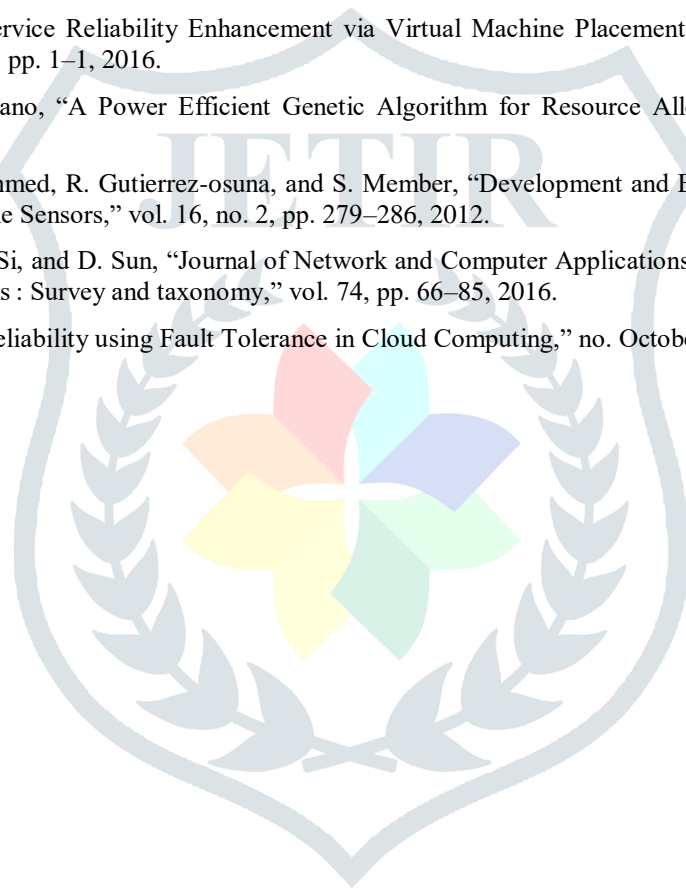 ervice Reliability Enhancement via Virtual Machine Placement
pp. 1–1, 2016.
ano, “A Power Efficient Genetic Algorithm for Resource All
JETIR
hmed, R. Gutierrez-osuna, and S. Member, “Development and E
le Sensors,” vol. 16, no. 2, pp. 279–286, 2012.
Si, and D. Sun, “Journal of Network and Computer Applications
s : Survey and taxonomy,” vol. 74, pp. 66–85, 2016.
eliability using Fault Tolerance in Cloud Computing,” no. Octobe